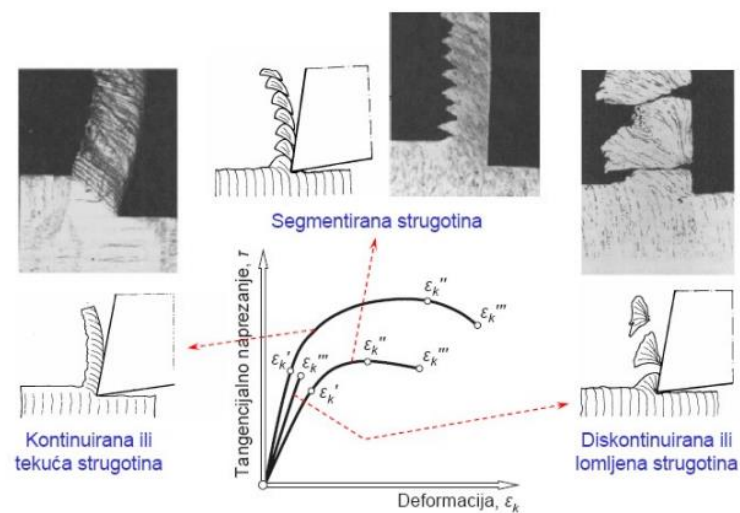 Segmentirana strugotina
Kontinuirana ili
tekuća strugotina
Diskontinuirana ili
lomljena strugotina
Tangencijalno naprezanje, τ
εk''
εk'''
εk'
εk'''
εk''
εk'''
εk'
Deformacija, εk